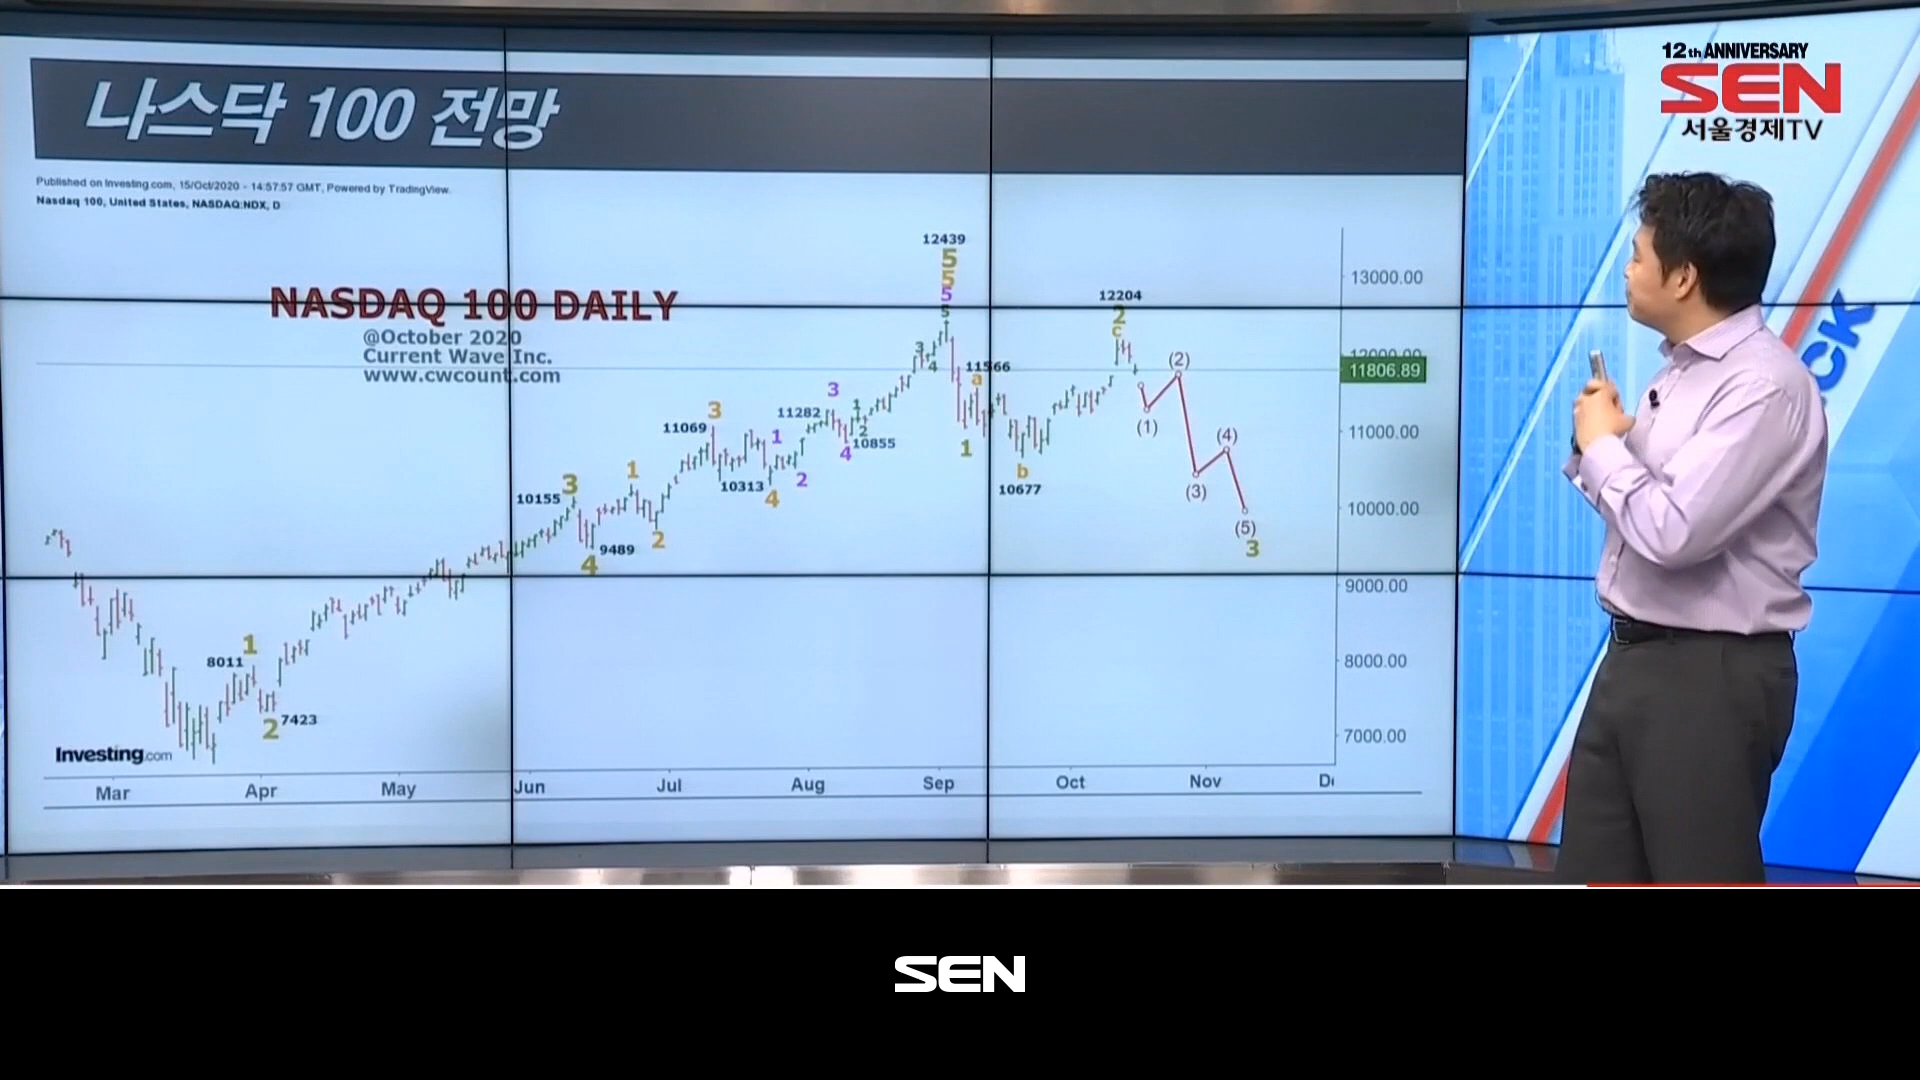 나스닥 100 전망
Published on Investing.com, 15/Oct/2020 - 14:57:57 GMT, Powered by TradingView.
Nasdaq 100, United States, NASDAQ:NDX, D
NASDAQ 100 DAILY
@October 2020
Current Wave Inc.
www.cwcount.com
12th ANNIVERSARY
SEN
서울경제TV
CK
12439
5
5
5
5
12204
2
c
3
4
11566
a
(2)
3
11282
1
2
10855
4
1
3
11069
1
2
10313
4
1
b
10677
(1)
(4)
(3)
(5)
3
10155
3
1
2
9489
4
8011
1
2
7423
13000.00
12000.00
11806.89
11000.00
10000.00
9000.00
8000.00
7000.00
Investing.com
Mar
Apr
May
Jun
Jul
Aug
Sep
Oct
Nov
SEN